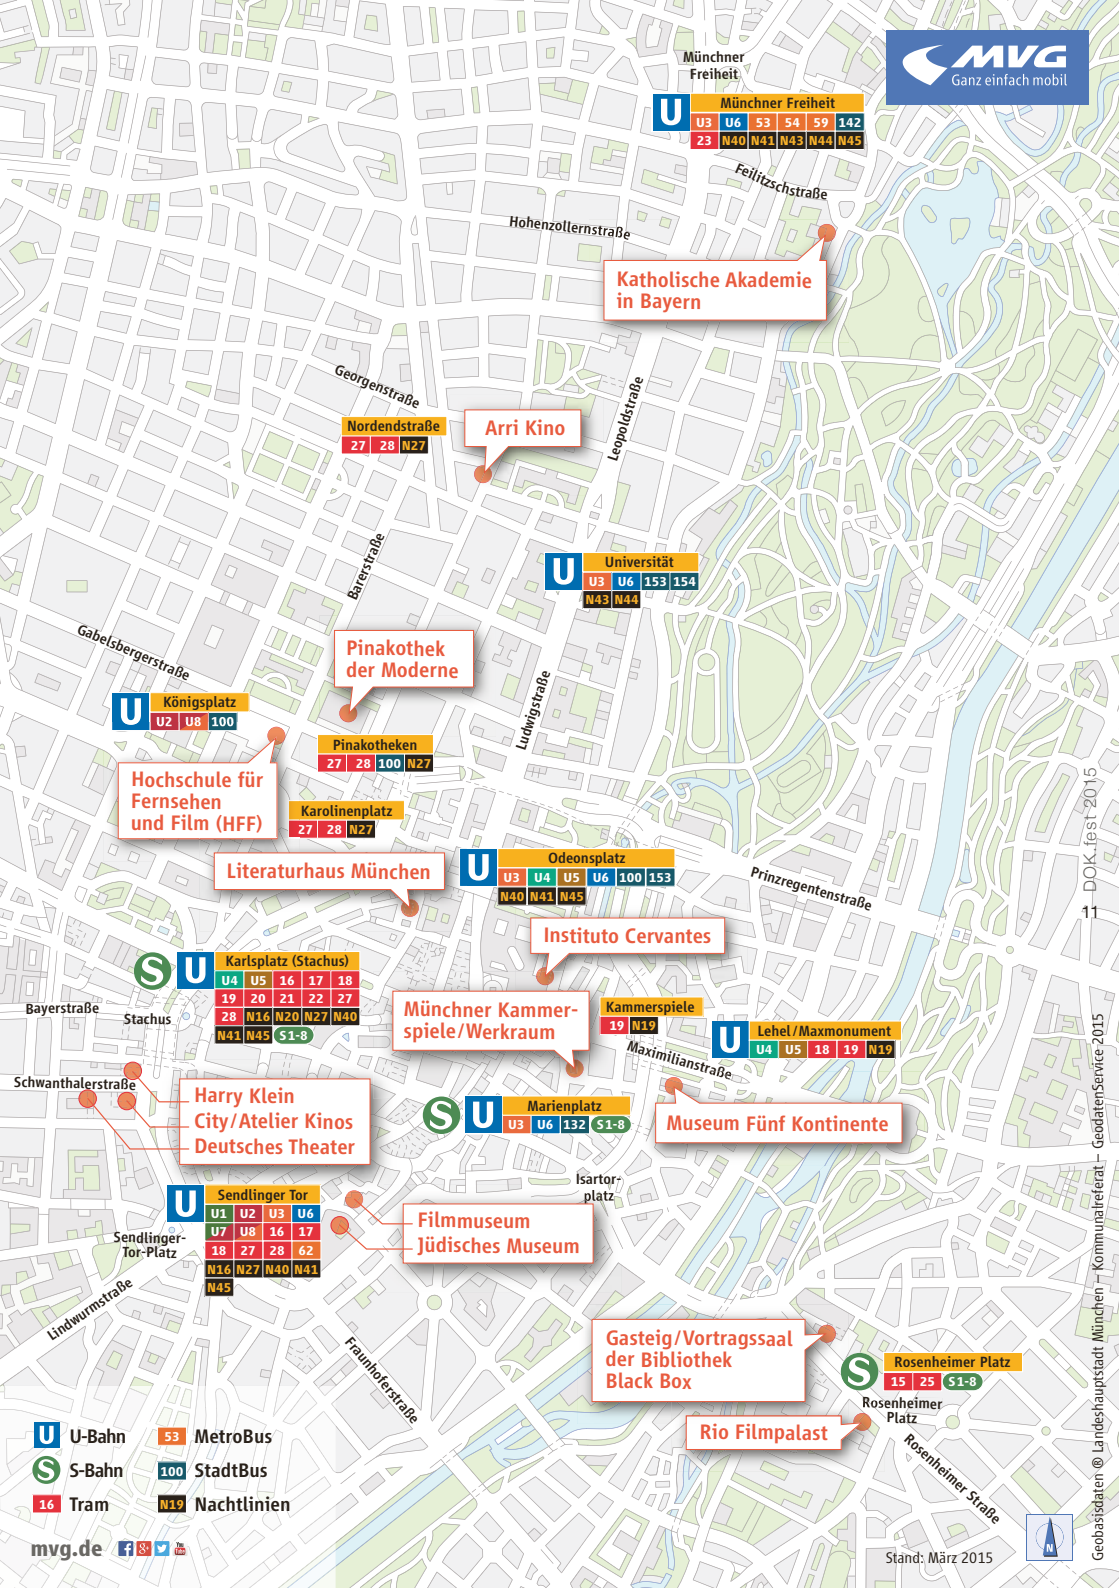 MVG
Ganz einfach mobil
Münchner
Freiheit
Münchner Freiheit
U
U3 U6 53 54 59 142
23 N40 N41 N43 N44 N45
Feilitzschstraße
Hohenzollernstraße
Katholische Akademie
in Bayern
Georgenstraße
Leopoldstraße
Nordendstraße
27 28 N27
Arri Kino
Barerstraße
U
Universität
U3 U6 153 154
N43 N44
Gabelsbergerstraße
Pinakothek
der Moderne
Ludwigstraße
U
Königsplatz
U2 U8 100
Pinakotheken
27 28 100 N27
Hochschule für
Fernsehen
und Film (HFF)
Karolinenplatz
27 28 N27
Literaturhaus München
U
Odeonsplatz
U3 U4 U5 U6 100 153
N40 N41 N45
Prinzregentenstraße
11 | DOK.fest 2015
Instituto Cervantes
S U
Karlsplatz (Stachus)
U4 U5 16 17 18
19 20 21 22 27
28 N16 N20 N27 N40
N41 N45 S1-8
Bayerstraße
Stachus
Münchner Kammer-
spiele/Werkraum
Kammerspiele
19 N19
Maximilianstraße
U
Lehel/Maxmonument
U4 U5 18 19 N19
Schwanthalerstraße
Harry Klein
City/Atelier Kinos
Deutsches Theater
S U
Marienplatz
U3 U6 132 S1-8
Museum Fünf Kontinente
Isartor-
platz
U
Sendlinger Tor
U1 U2 U3 U6
U7 U8 16 17
18 27 28 62
N16 N27 N40 N41
N45
Sendlinger-
Tor-Platz
Filmmuseum
Jüdisches Museum
Lindwurmstraße
Fraunhoferstraße
Gasteig/Vortragssaal
der Bibliothek
Black Box
S
Rosenheimer Platz
15 25 S1-8
Rosenheimer
Platz
Rio Filmpalast
Rosenheimer Straße
U U-Bahn
53 MetroBus
S S-Bahn
100 StadtBus
16 Tram
N19 Nachtlinien
mvg.de
Stand: März 2015
N
Geobasisdaten ® Landeshauptstadt München – Kommunalreferat – GeodatenService 2015